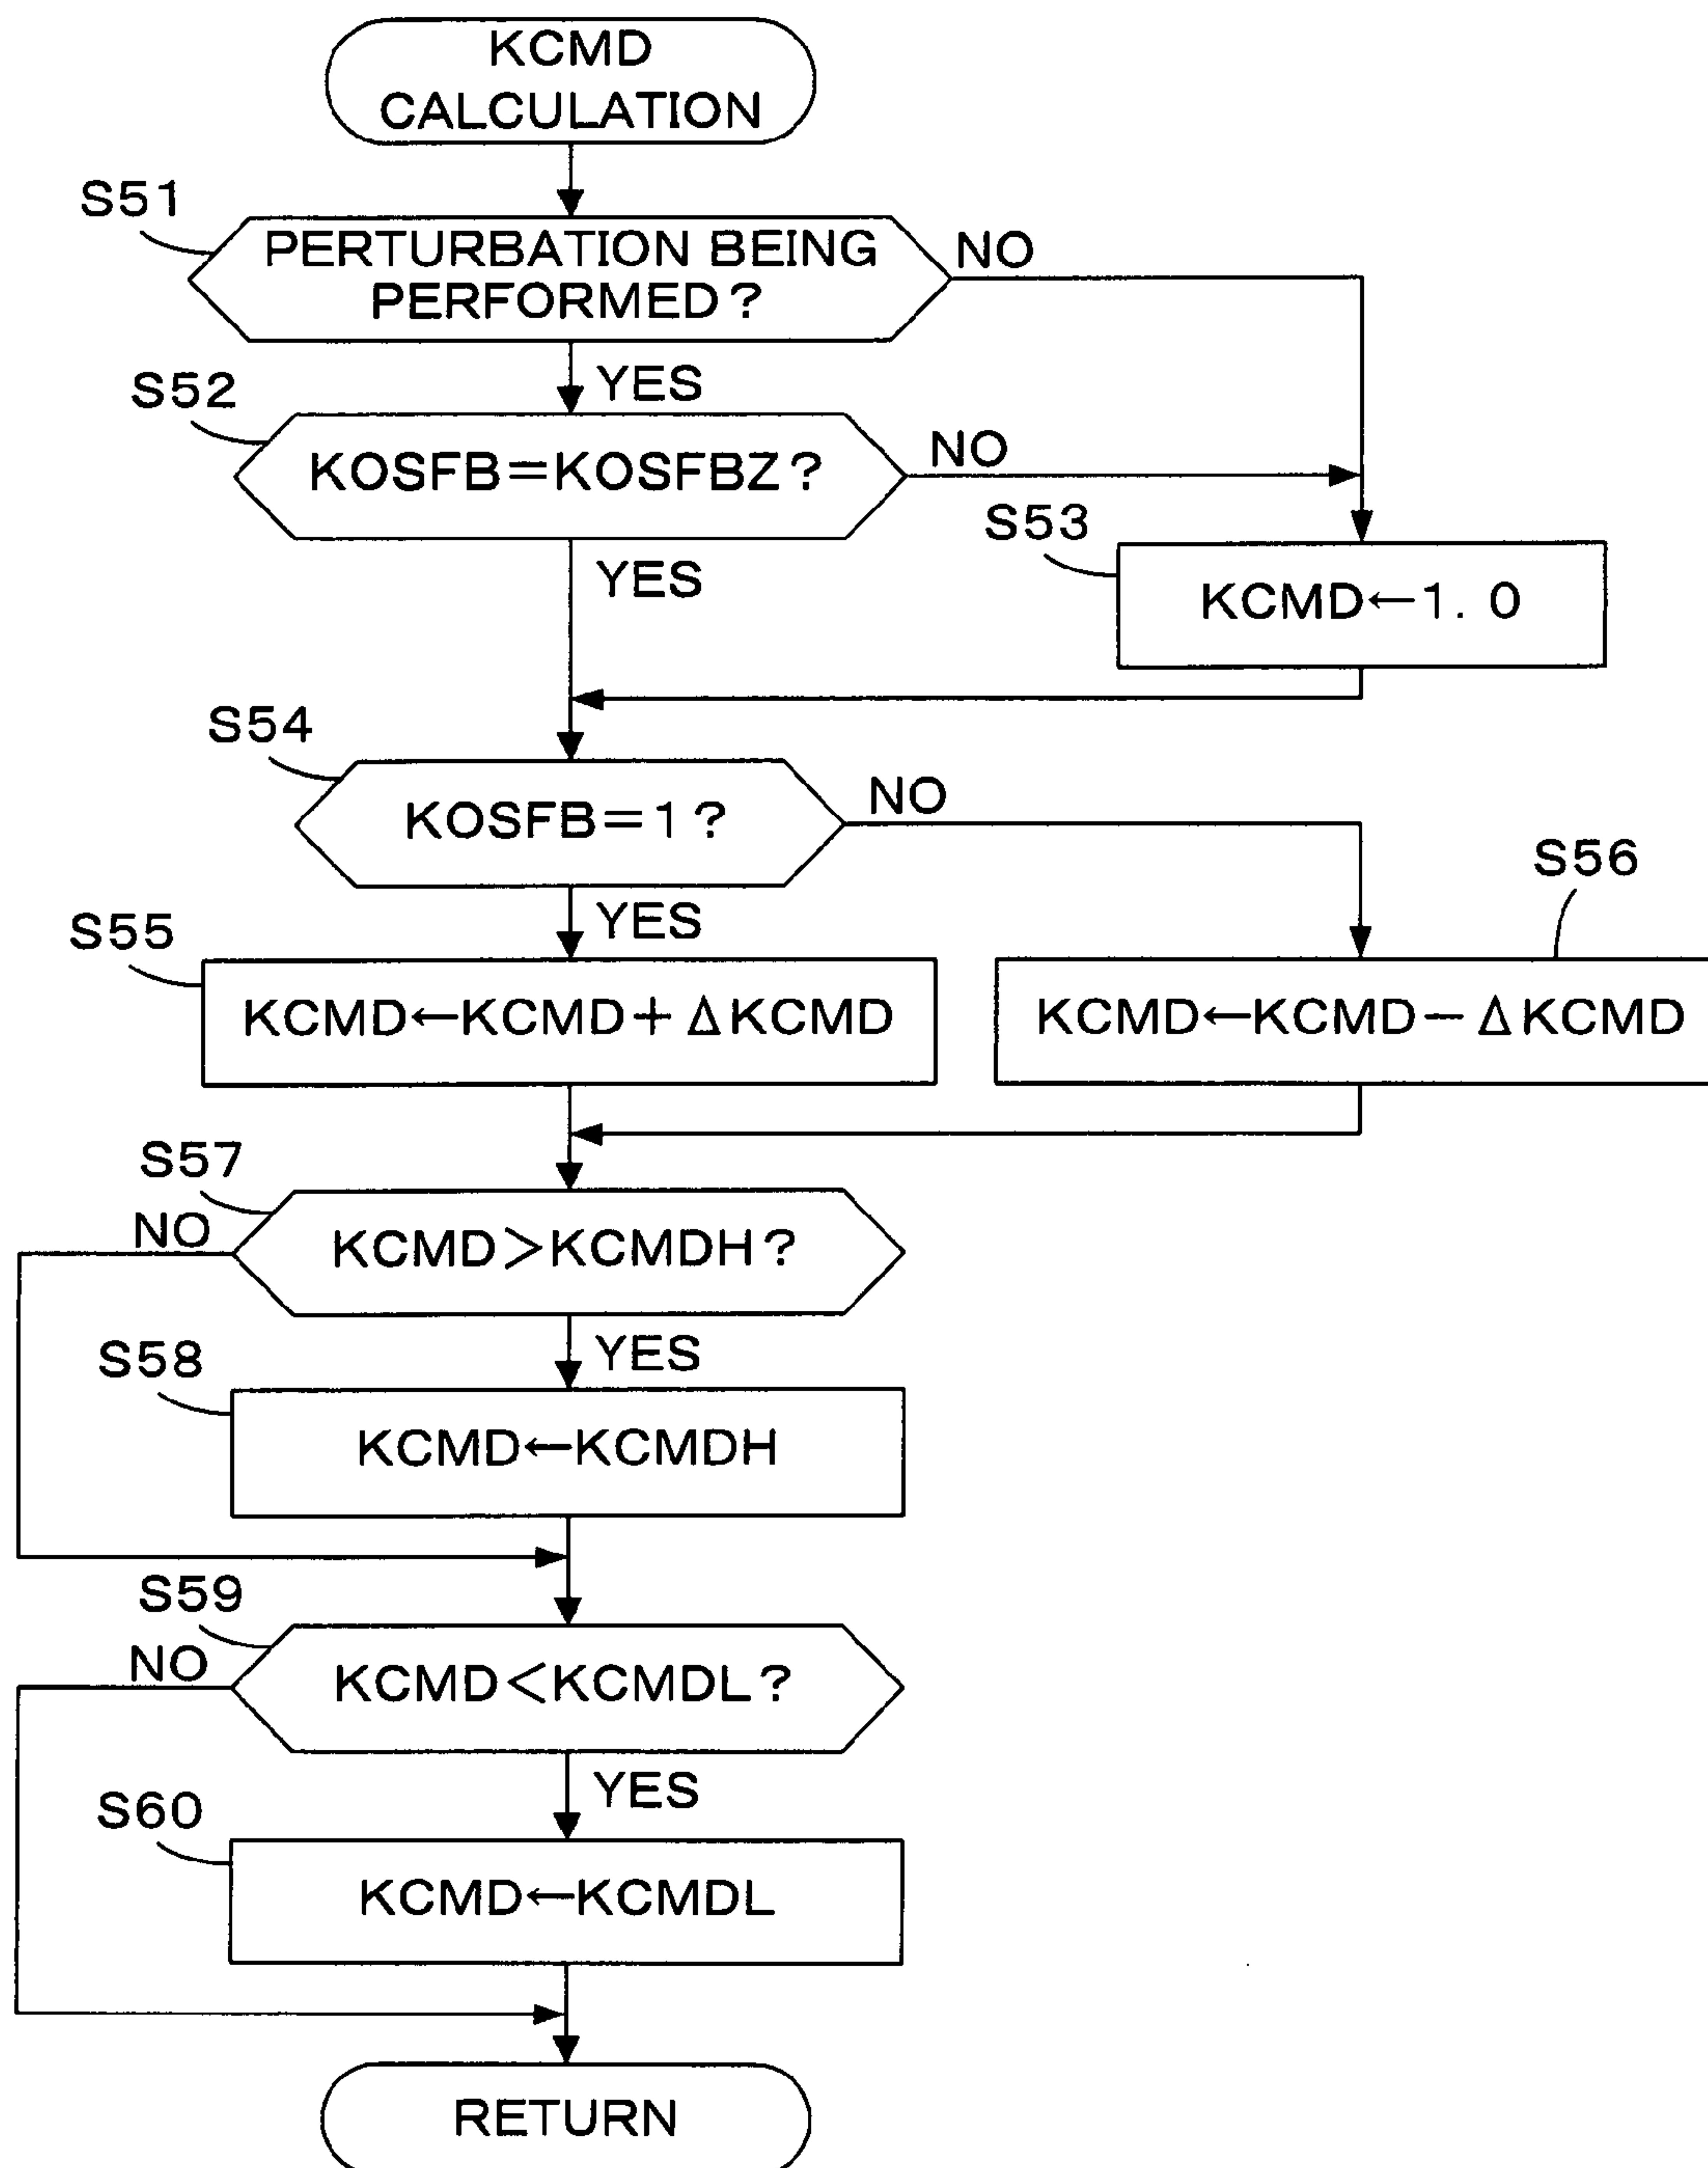 KCMD
CALCULATION
S51
PERTURBATION BEING
PERFORMED?
NO
YES
S52
KOSFB=KOSFBZ?
NO
YES
S53
KCMD←1.0
S54
KOSFB=1?
NO
YES
S55
KCMD←KCMD+ΔKCMD
S56
KCMD←KCMD-ΔKCMD
S57
NO
KCMD>KCMDH?
YES
S58
KCMD←KCMDH
S59
NO
KCMD<KCMDL?
YES
S60
KCMD←KCMDL
RETURN